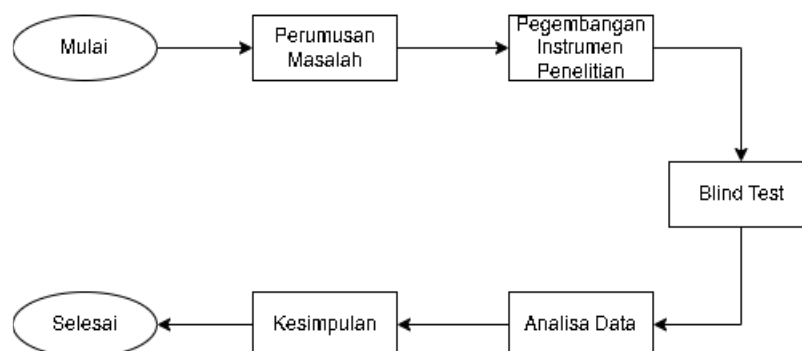 Mulai
Perumusan
Masalah
Pegembangan
Instrumen
Penelitian
Blind Test
Analisa Data
Kesimpulan
Selesai